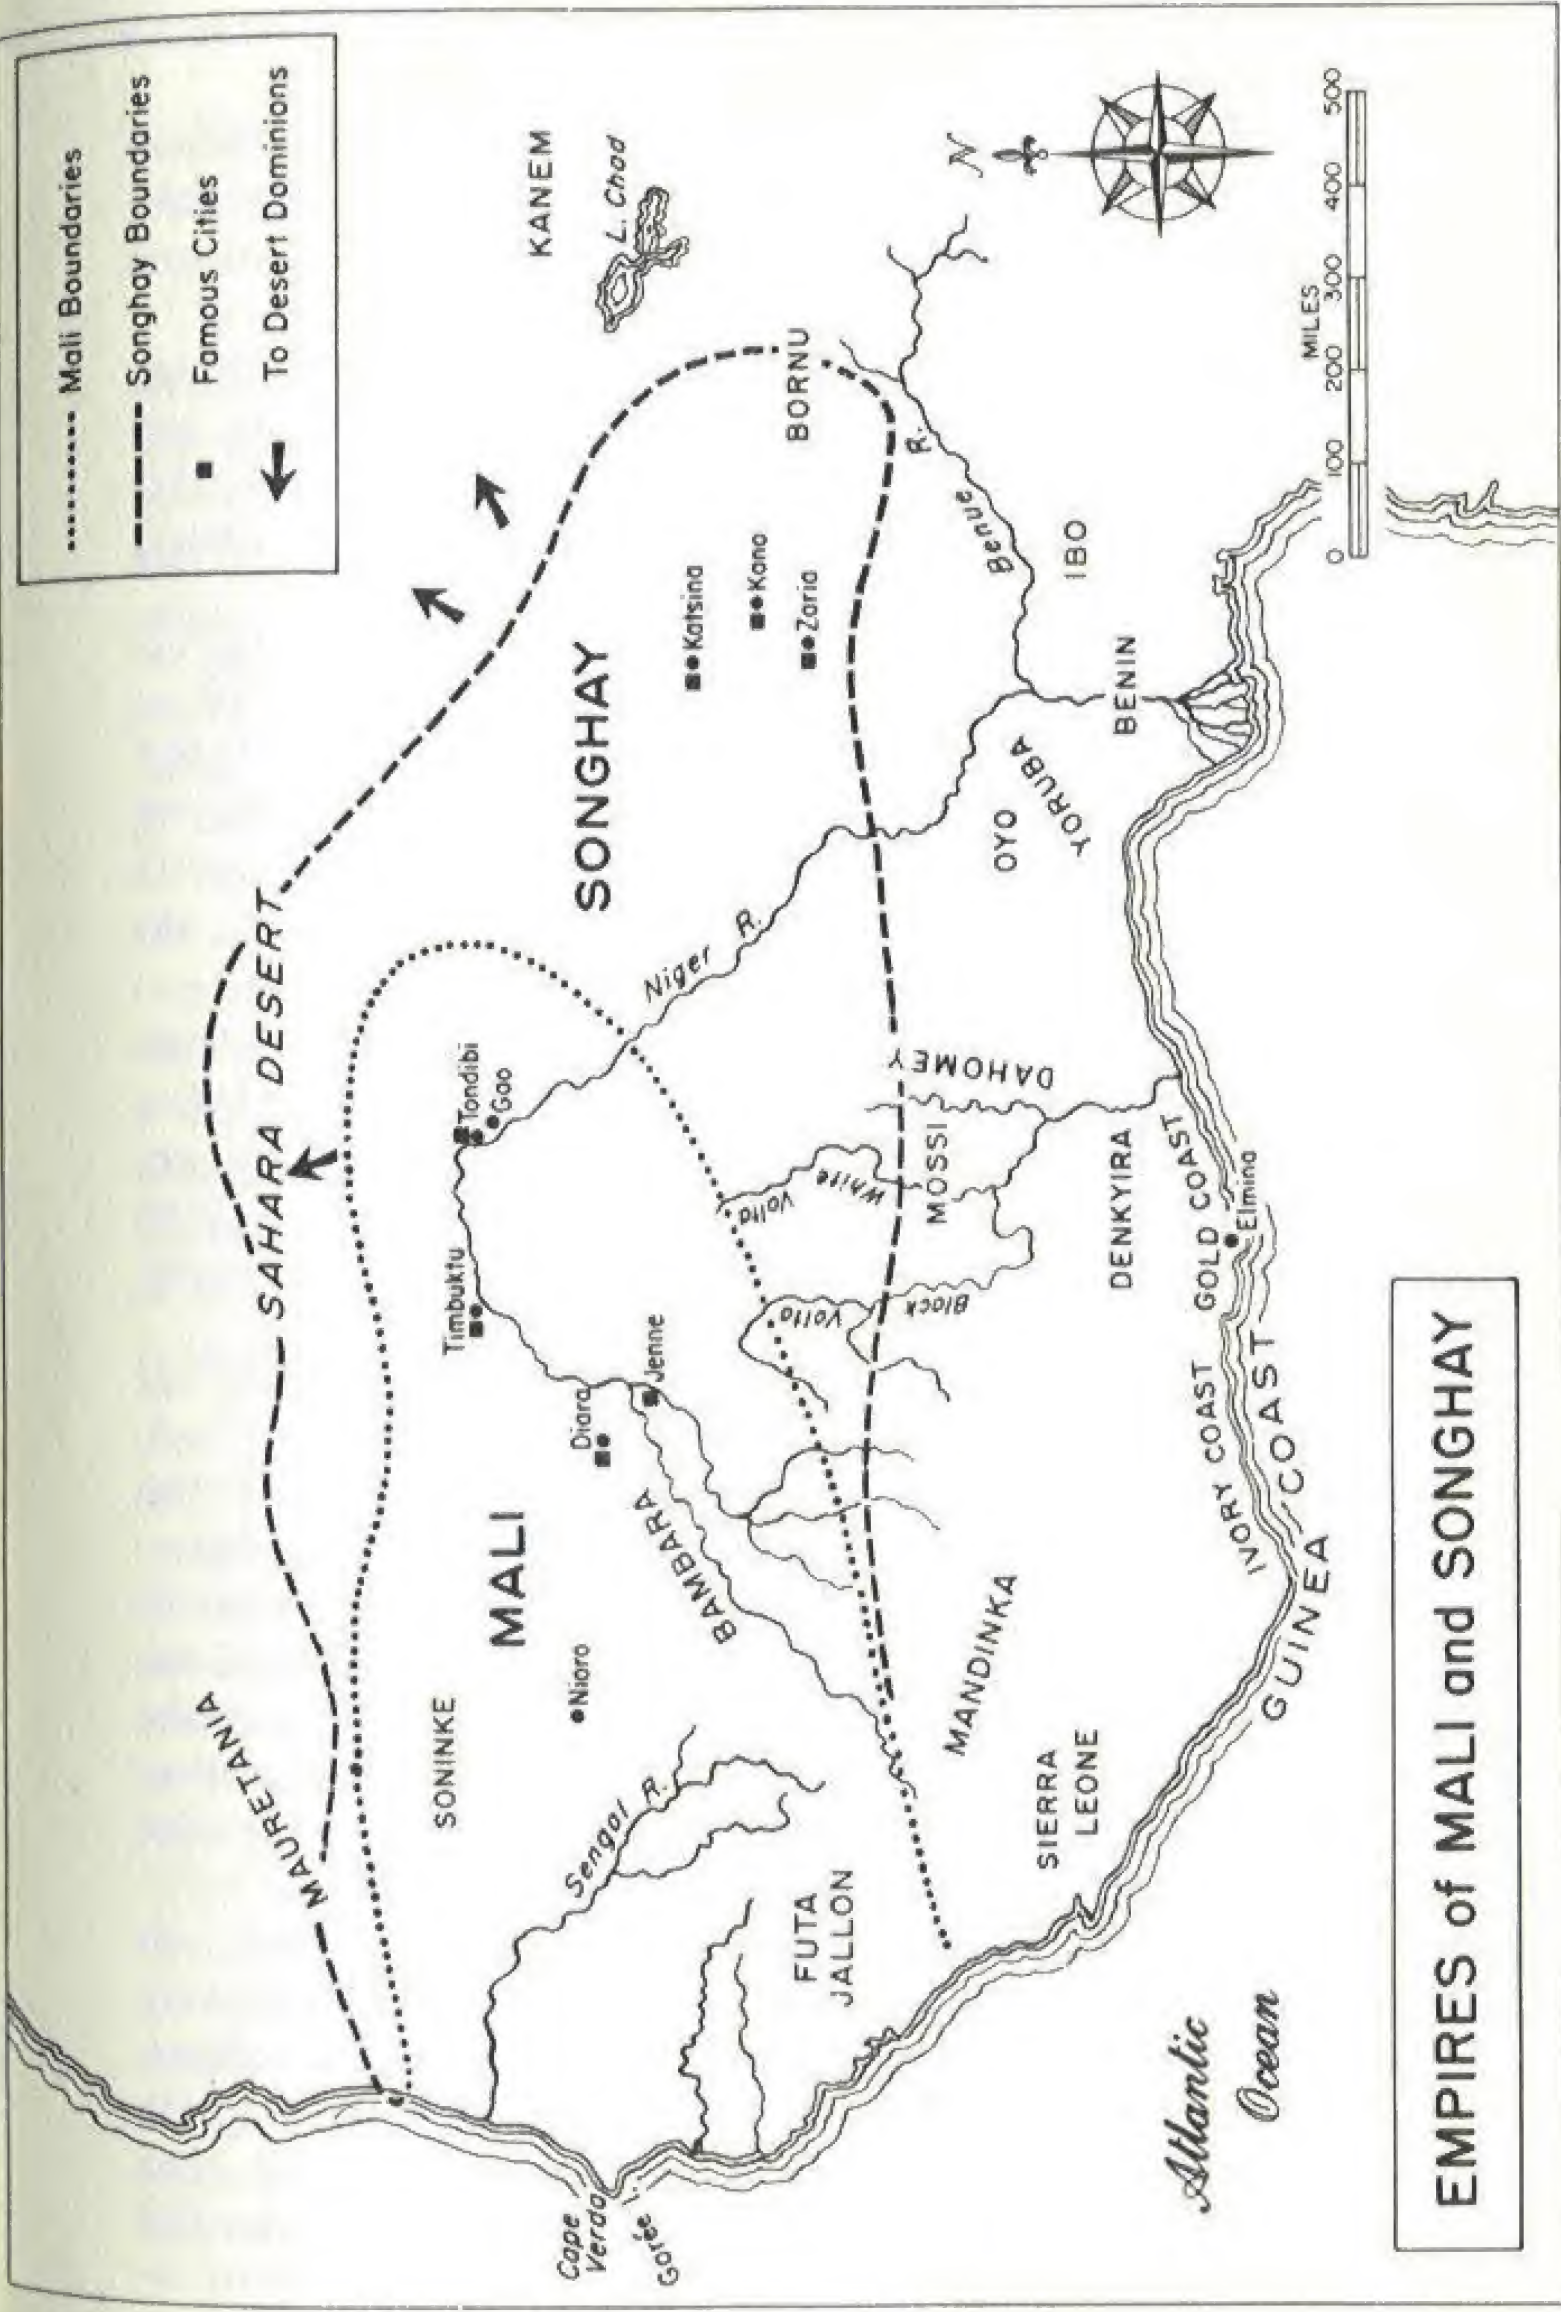 Mali Boundaries
Songhay Boundaries
Famous Cities
To Desert Dominions
MAURETANIA
SAHARA DESERT
SONINKE
MALI
Nioro
Timbuktu
Tondibi
Gao
Diara
Jenne
BAMBARA
SONGHAY
Niger R.
Katsina
Kano
Zaria
KANEM
L. Chad
BORNU
Cape
Verda
Gorée I.
Sengal R.
FUTA
JALLON
MANDINKA
SIERRA
LEONE
Volta
Black
Volta
White
MOSSI
DAHOMEY
DENKYIRA
OYO
YORUBA
BENIN
IBO
Benue R.
IVORY COAST
GOLD COAST
Elmina
GUINEA COAST
Atlantic
Ocean
N
MILES
0 100 200 300 400 500
EMPIRES of MALI and SONGHAY